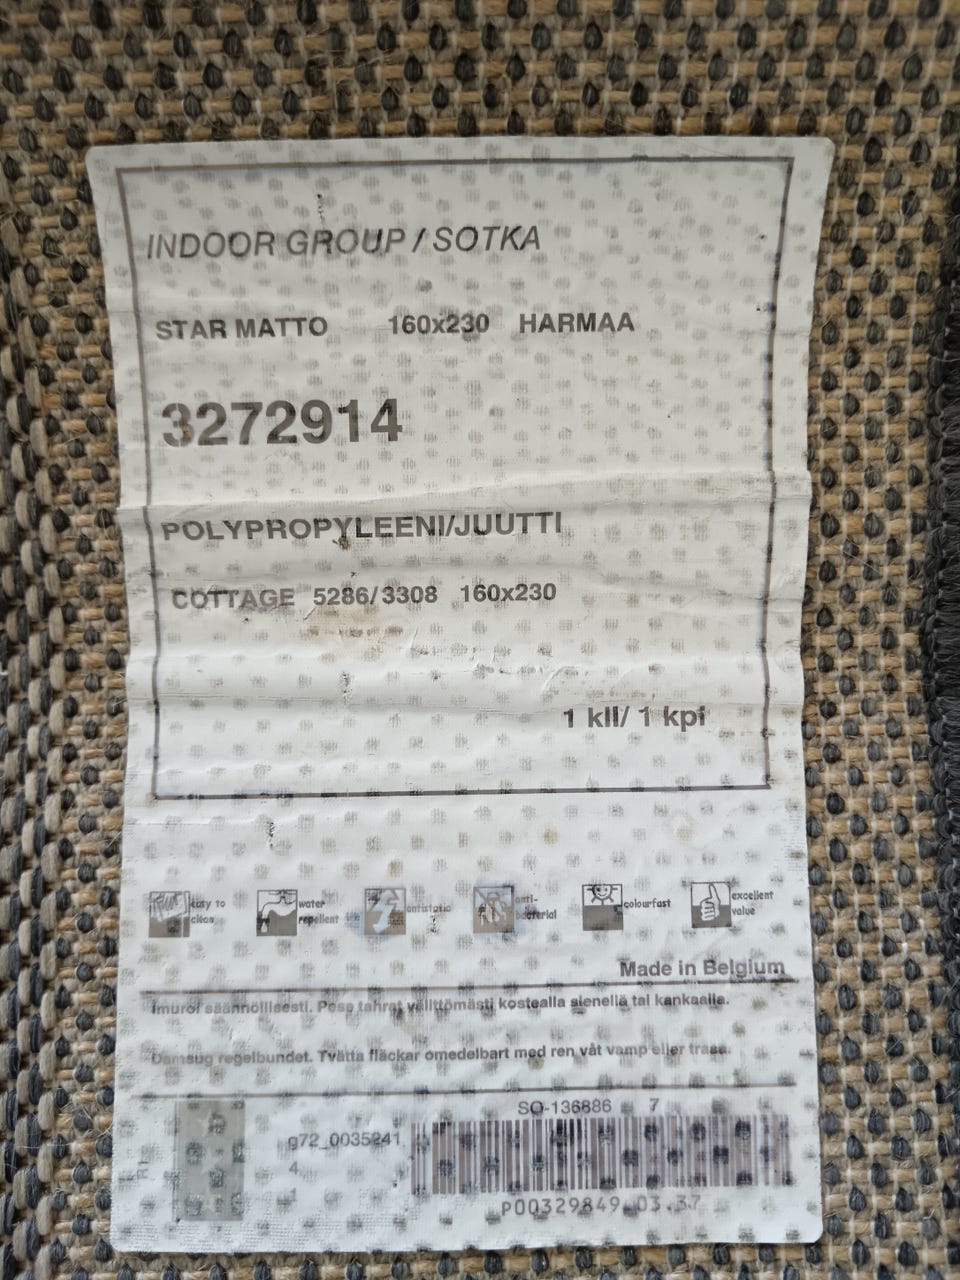 INDOOR GROUP / SOTKA
STAR MATTO 160x230 HARMAA
3272914
POLYPROPYLEENI/JUUTTI
COTTAGE 5286/3308 160x230
1 kll/ 1 kpl
easy to clean
water repellent
antistatic
anti-bacterial
colourfast
excellent value
Made in Belgium
Imuroi säännöllisesti. Pese tahrat välittömästi kostealla sienellä tai kankaalla.
Damsug regelbundet. Tvätta fläckar omedelbart med ren våt vamp eller trasa.
SO-136886 7
g72_0035241
4
1
P00329849.03.37